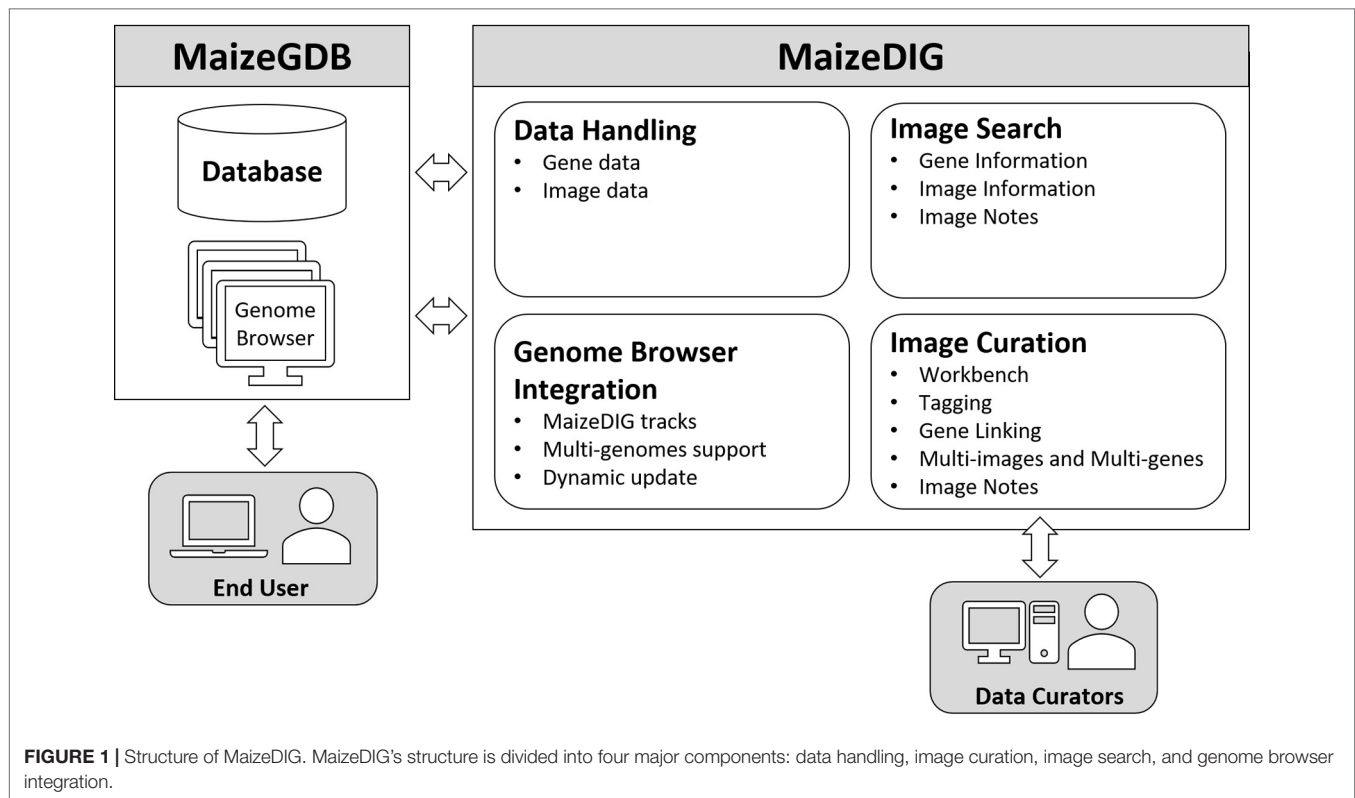 MaizeGDB
Database
Genome
Browser
End User
MaizeDIG
Data Handling
• Gene data
• Image data
Image Search
• Gene Information
• Image Information
• Image Notes
Genome Browser
Integration
• MaizeDIG tracks
• Multi-genomes support
• Dynamic update
Image Curation
• Workbench
• Tagging
• Gene Linking
• Multi-images and Multi-genes
• Image Notes
Data Curators
FIGURE 1 | Structure of MaizeDIG. MaizeDIG's structure is divided into four major components: data handling, image curation, image search, and genome browser
integration.